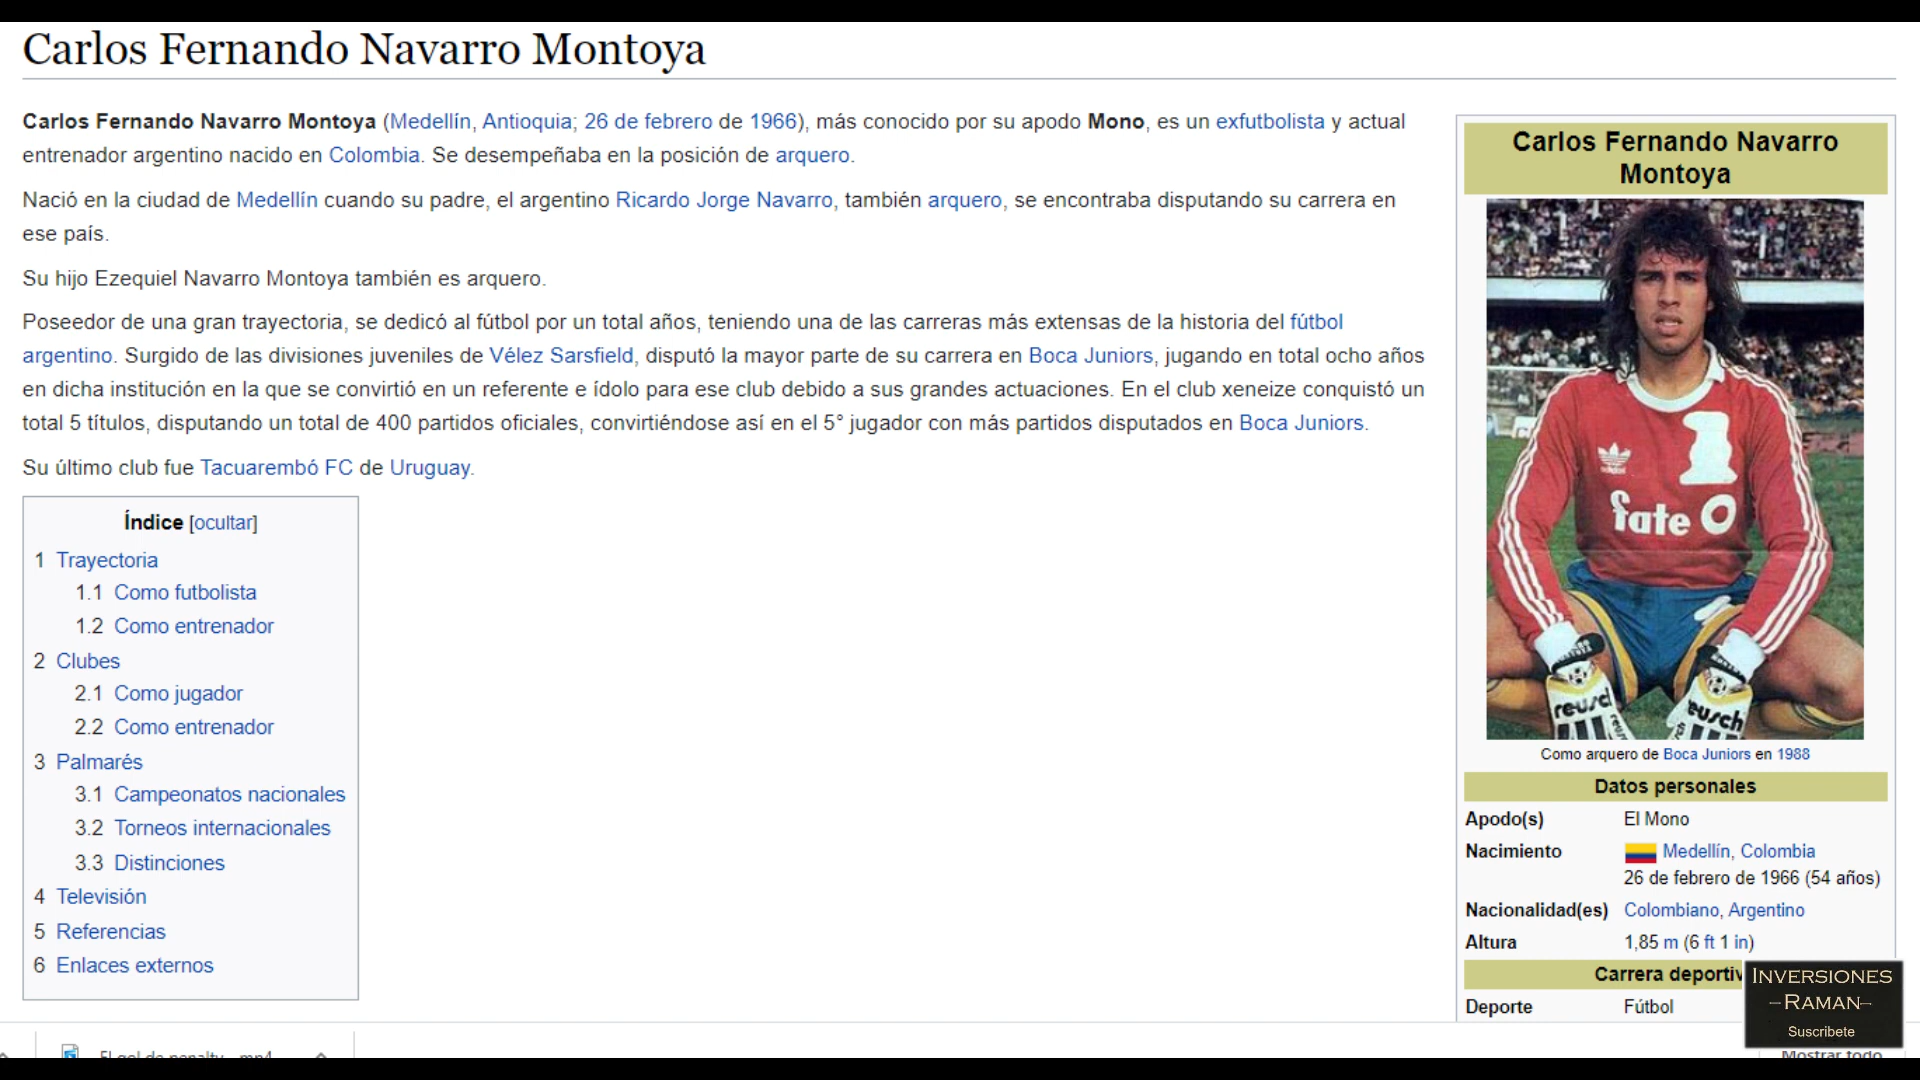 Carlos Fernando Navarro Montoya
Carlos Fernando Navarro Montoya (Medellín, Antioquia; 26 de febrero de 1966), más conocido por su apodo Mono, es un exfutbolista y actual
entrenador argentino nacido en Colombia. Se desempeñaba en la posición de arquero.
Nació en la ciudad de Medellín cuando su padre, el argentino Ricardo Jorge Navarro, también arquero, se encontraba disputando su carrera en
ese país.
Su hijo Ezequiel Navarro Montoya también es arquero.
Poseedor de una gran trayectoria, se dedicó al fútbol por un total años, teniendo una de las carreras más extensas de la historia del fútbol
argentino. Surgido de las divisiones juveniles de Vélez Sarsfield, disputó la mayor parte de su carrera en Boca Juniors, jugando en total ocho años
en dicha institución en la que se convirtió en un referente e ídolo para ese club debido a sus grandes actuaciones. En el club xeneize conquistó un
total 5 títulos, disputando un total de 400 partidos oficiales, convirtiéndose así en el 5° jugador con más partidos disputados en Boca Juniors.
Su último club fue Tacuarembó FC de Uruguay.
Índice [ocultar]
1 Trayectoria
1.1 Como futbolista
1.2 Como entrenador
2 Clubes
2.1 Como jugador
2.2 Como entrenador
3 Palmarés
3.1 Campeonatos nacionales
3.2 Torneos internacionales
3.3 Distinciones
4 Televisión
5 Referencias
6 Enlaces externos
Carlos Fernando Navarro
Montoya
1
adidas
fate O
reusch
reusch
Como arquero de Boca Juniors en 1988
Datos personales
Apodo(s) El Mono
Nacimiento Medellín, Colombia
26 de febrero de 1966 (54 años)
Nacionalidad(es) Colombiano, Argentino
Altura 1,85 m (6 ft 1 in)
Carrera deportiv
Deporte Fútbol
INVERSIONES
-RAMAN-
Suscribete
El gol de penalty....mp4
Mostrar todo